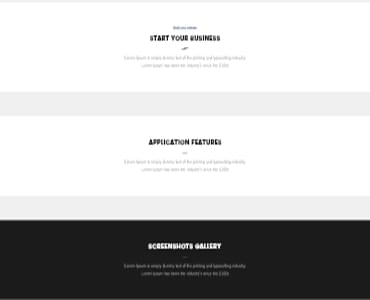 START YOUR BUSINESS
Lorem Ipsum is simply dummy text of the printing and typesetting industry.
Lorem Ipsum has been the industry's since the 1500s
APPLICATION FEATURES
Lorem Ipsum is simply dummy text of the printing and typesetting industry.
Lorem Ipsum has been the industry's since the 1500s
SCREENSHOTS GALLERY
Lorem Ipsum is simply dummy text of the printing and typesetting industry.
Lorem Ipsum has been the industry's since the 1500s